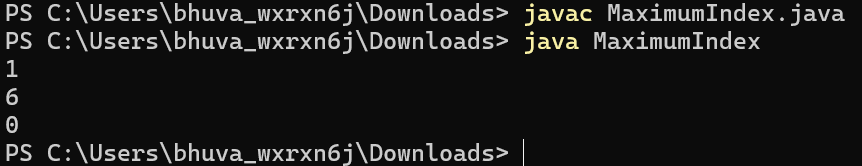 PS C:\Users\bhuva_wxrxn6j\Downloads> javac MaximumIndex.java
PS C:\Users\bhuva_wxrxn6j\Downloads> java MaximumIndex
1
6
0
PS C:\Users\bhuva_wxrxn6j\Downloads>